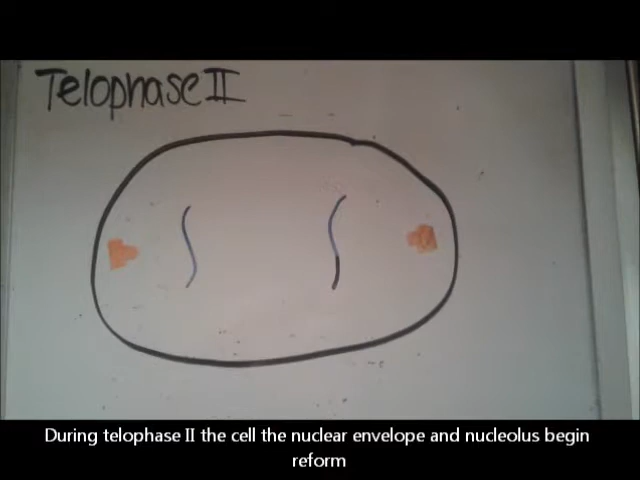 Telophase II
During telophase II the cell the nuclear envelope and nucleolus begin
reform